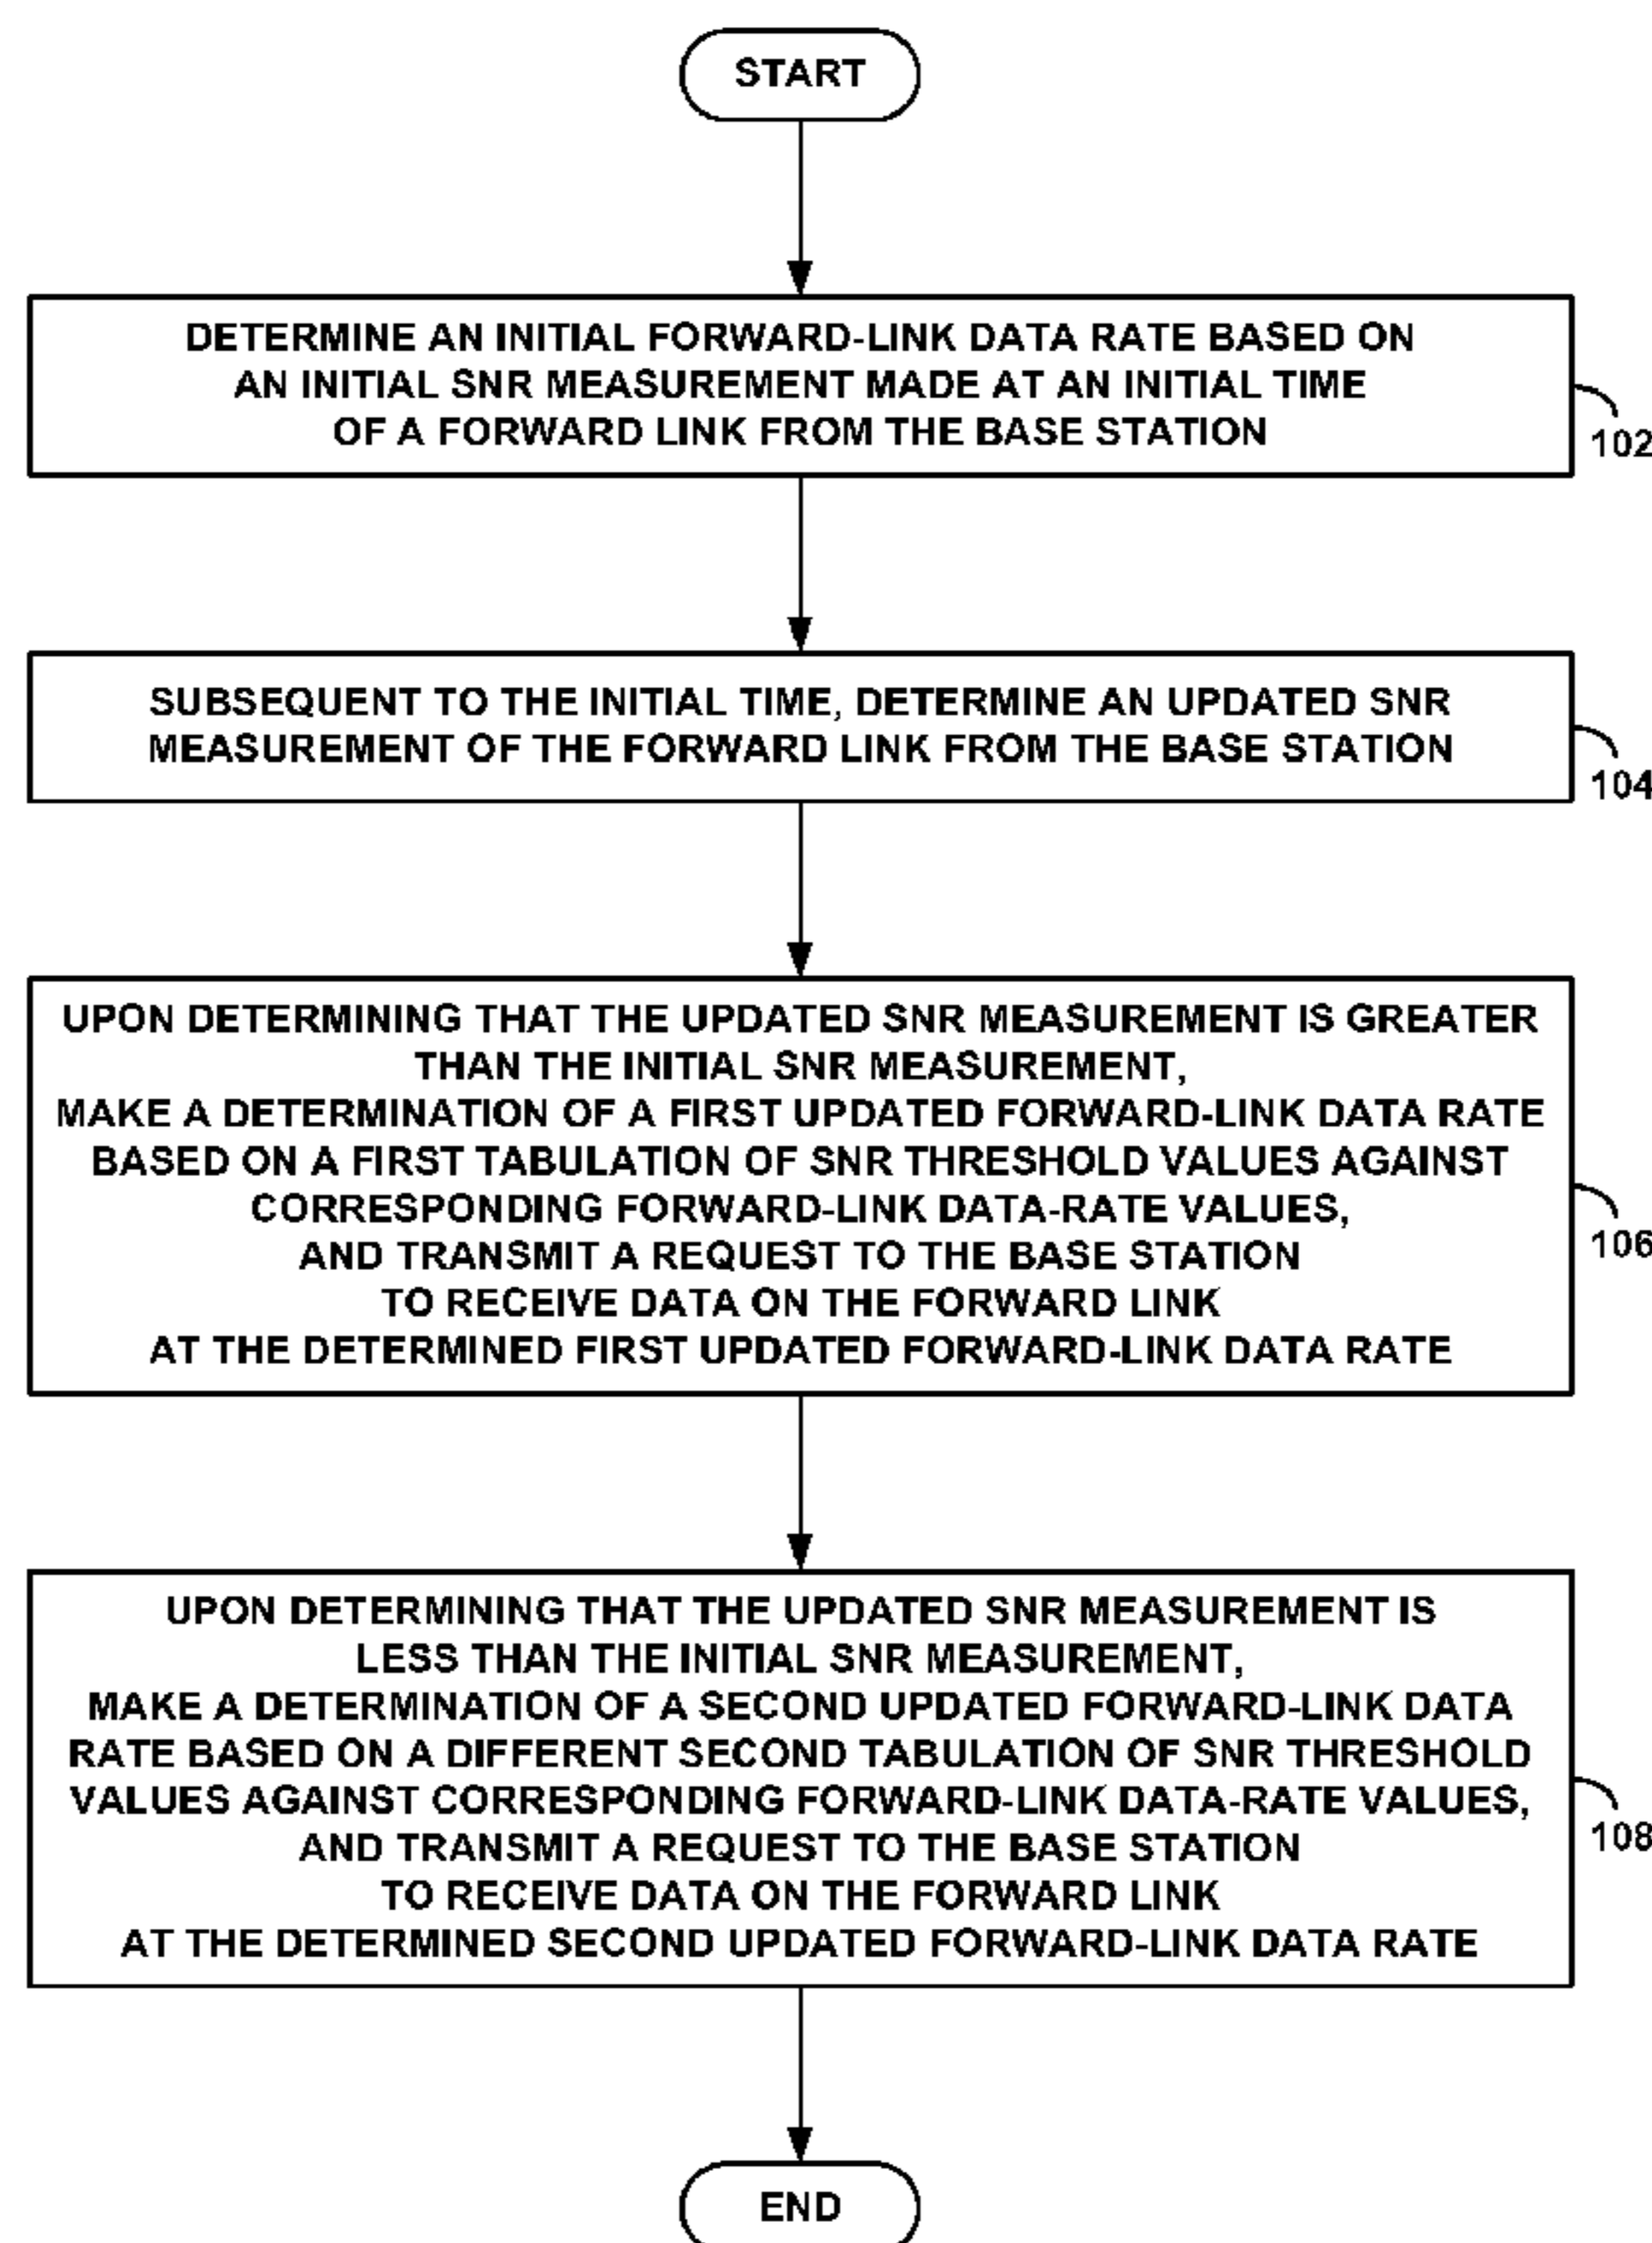 START
DETERMINE AN INITIAL FORWARD-LINK DATA RATE BASED ON
AN INITIAL SNR MEASUREMENT MADE AT AN INITIAL TIME
OF A FORWARD LINK FROM THE BASE STATION
102
SUBSEQUENT TO THE INITIAL TIME, DETERMINE AN UPDATED SNR
MEASUREMENT OF THE FORWARD LINK FROM THE BASE STATION
104
UPON DETERMINING THAT THE UPDATED SNR MEASUREMENT IS GREATER
THAN THE INITIAL SNR MEASUREMENT,
MAKE A DETERMINATION OF A FIRST UPDATED FORWARD-LINK DATA RATE
BASED ON A FIRST TABULATION OF SNR THRESHOLD VALUES AGAINST
CORRESPONDING FORWARD-LINK DATA-RATE VALUES,
AND TRANSMIT A REQUEST TO THE BASE STATION
TO RECEIVE DATA ON THE FORWARD LINK
AT THE DETERMINED FIRST UPDATED FORWARD-LINK DATA RATE
106
UPON DETERMINING THAT THE UPDATED SNR MEASUREMENT IS
LESS THAN THE INITIAL SNR MEASUREMENT,
MAKE A DETERMINATION OF A SECOND UPDATED FORWARD-LINK DATA
RATE BASED ON A DIFFERENT SECOND TABULATION OF SNR THRESHOLD
VALUES AGAINST CORRESPONDING FORWARD-LINK DATA-RATE VALUES,
AND TRANSMIT A REQUEST TO THE BASE STATION
TO RECEIVE DATA ON THE FORWARD LINK
AT THE DETERMINED SECOND UPDATED FORWARD-LINK DATA RATE
108
END